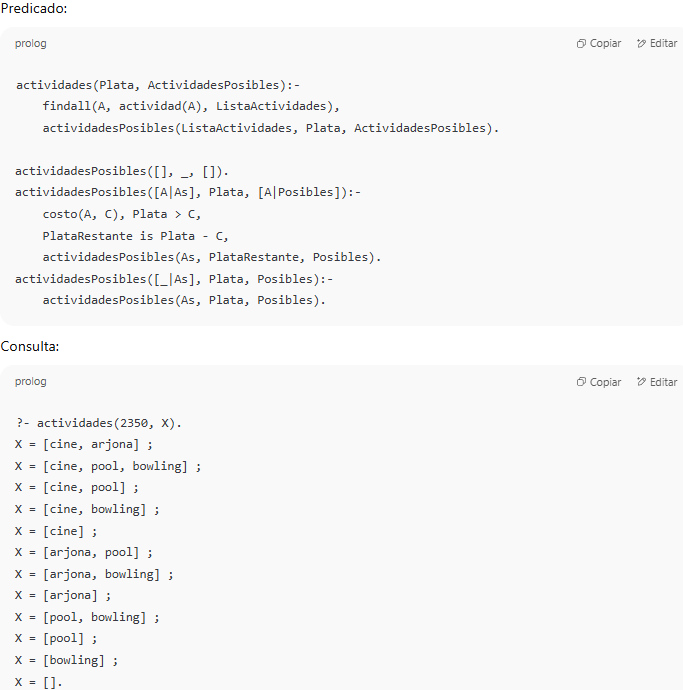 Predicado:
prolog
Copiar
Editar
actividades(Plata, ActividadesPosibles):-
    findall(A, actividad(A), ListaActividades),
    actividadesPosibles(ListaActividades, Plata, ActividadesPosibles).
actividadesPosibles([], _, []).
actividadesPosibles([A|As], Plata, [A|Posibles]):-
    costo(A, C), Plata > C,
    PlataRestante is Plata - C,
    actividadesPosibles(As, PlataRestante, Posibles).
actividadesPosibles([_|As], Plata, Posibles):-
    actividadesPosibles(As, Plata, Posibles).
Consulta:
prolog
Copiar
Editar
?- actividades(2350, X).
X = [cine, arjona] ;
X = [cine, pool, bowling] ;
X = [cine, pool] ;
X = [cine, bowling] ;
X = [cine] ;
X = [arjona, pool] ;
X = [arjona, bowling] ;
X = [arjona] ;
X = [pool, bowling] ;
X = [pool] ;
X = [bowling] ;
X = [].